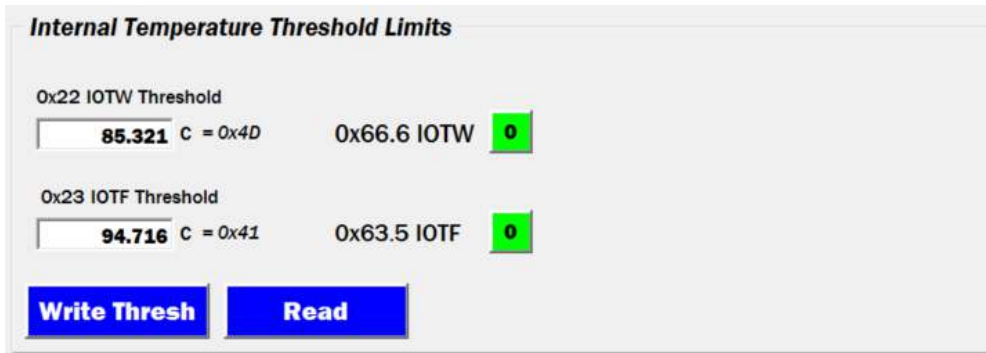 Internal Temperature Threshold Limits
0x22 IOTW Threshold
85.321 C = 0x4D 0x66.6 IOTW 0
0x23 IOTF Threshold
94.716 C = 0x41 0x63.5 IOTF 0
Write Thresh Read